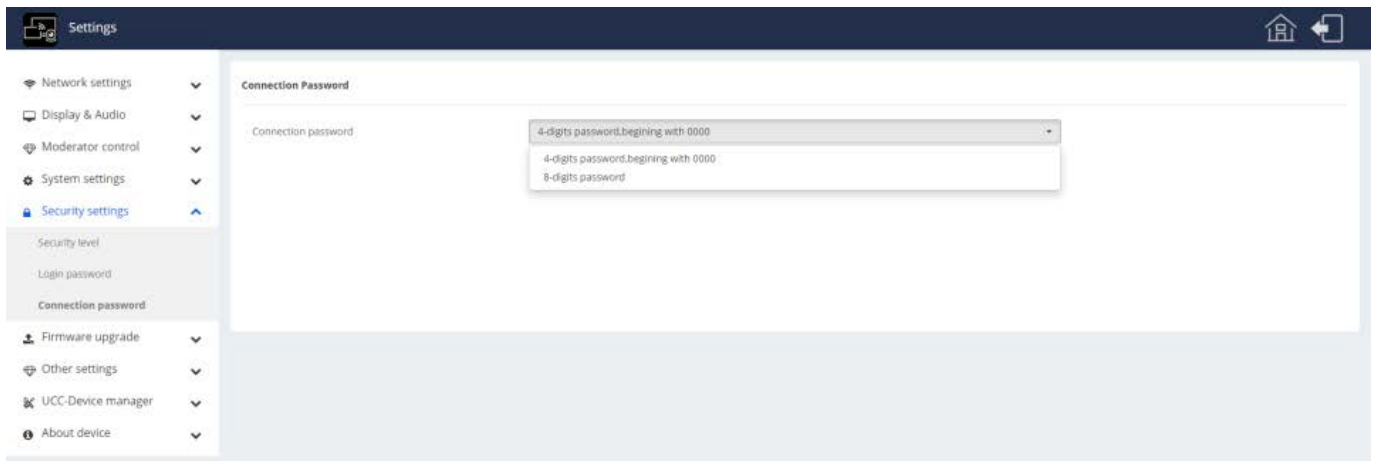 Settings
Network settings
Display & Audio
Moderator control
System settings
Security settings
Security level
Login password
Connection password
Firmware upgrade
Other settings
UCC-Device manager
About device
Connection Password
Connection password
4-digits password.begining with 0000
4-digits password.begining with 0000
8-digits password